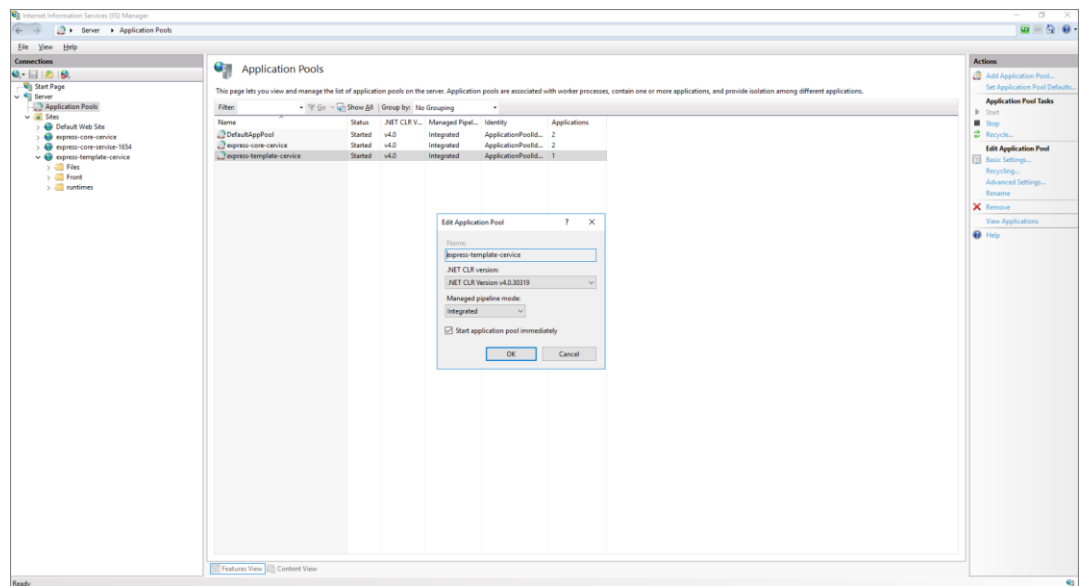 Internet Information Services (IIS) Manager
Server
Application Pools
File View Help
Connections
Start Page
Server
Application Pools
Sites
Default Web Site
express-core-cervice
express-core-servise-1654
express-template-cervice
Files
Front
runtimes
Application Pools
This page lets you view and manage the list of application pools on the server. Application pools are associated with worker processes, contain one or more applications, and provide isolation among different applications.
Filter: Go Show All Group by: No Grouping
Name Status .NET CLR V... Managed Pipel... Identity Applications
DefaultAppPool Started v4.0 Integrated ApplicationPoolId... 2
express-core-cervice Started v4.0 Integrated ApplicationPoolId... 2
express-template-cervice Started v4.0 Integrated ApplicationPoolId... 1
Edit Application Pool ?
Name:
express-template-cervice
.NET CLR version:
.NET CLR Version v4.0.30319
Managed pipeline mode:
Integrated
Start application pool immediately
OK Cancel
Features View Content View
Actions
Add Application Pool...
Set Application Pool Defaults...
Application Pool Tasks
Start
Stop
Recycle...
Edit Application Pool
Basic Settings...
Recycling...
Advanced Settings...
Rename
Remove
View Applications
Help
Ready